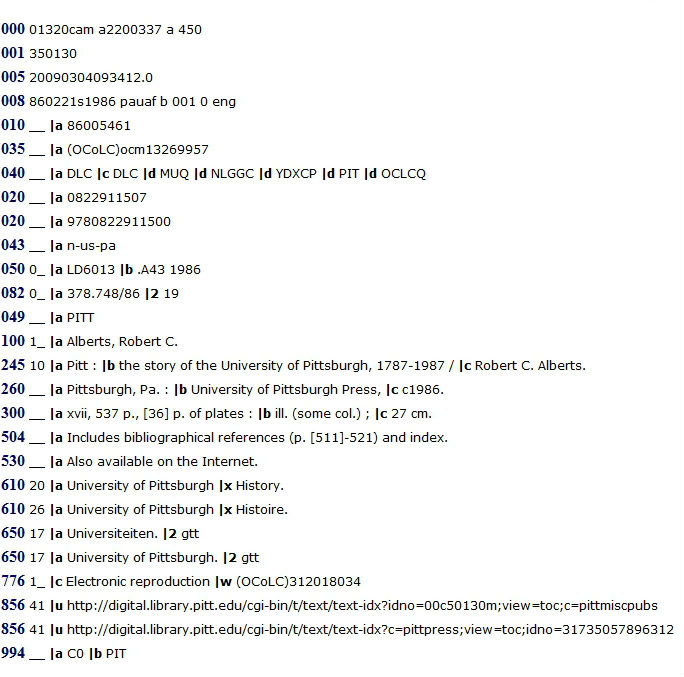 000 01320cam a2200337 a 450
001 350130
005 20090304093412.0
008 860221s1986 pauaf b 001 0 eng
010 __ |a 86005461
035 __ |a (OCoLC)ocm13269957
040 __ |a DLC |c DLC |d MUQ |d NLGGC |d YDXCP |d PIT |d OCLCQ
020 __ |a 0822911507
020 __ |a 9780822911500
043 __ |a n-us-pa
050 0_ |a LD6013 |b .A43 1986
082 0_ |a 378.748/86 |2 19
049 __ |a PITT
100 1_ |a Alberts, Robert C.
245 10 |a Pitt : |b the story of the University of Pittsburgh, 1787-1987 / |c Robert C. Alberts.
260 __ |a Pittsburgh, Pa. : |b University of Pittsburgh Press, |c c1986.
300 __ |a xvii, 537 p., [36] p. of plates : |b ill. (some col.) ; |c 27 cm.
504 __ |a Includes bibliographical references (p. [511]-521) and index.
530 __ |a Also available on the Internet.
610 20 |a University of Pittsburgh |x History.
610 26 |a University of Pittsburgh |x Histoire.
650 17 |a Universiteiten. |2 gtt
650 17 |a University of Pittsburgh. |2 gtt
776 1_ |c Electronic reproduction |w (OCoLC)312018034
856 41 |u http://digital.library.pitt.edu/cgi-bin/t/text/text-idx?idno=00c50130m;view=toc;c=pittmiscpubs
856 41 |u http://digital.library.pitt.edu/cgi-bin/t/text/text-idx?c=pittpress;view=toc;idno=31735057896312
994 __ |a C0 |b PIT